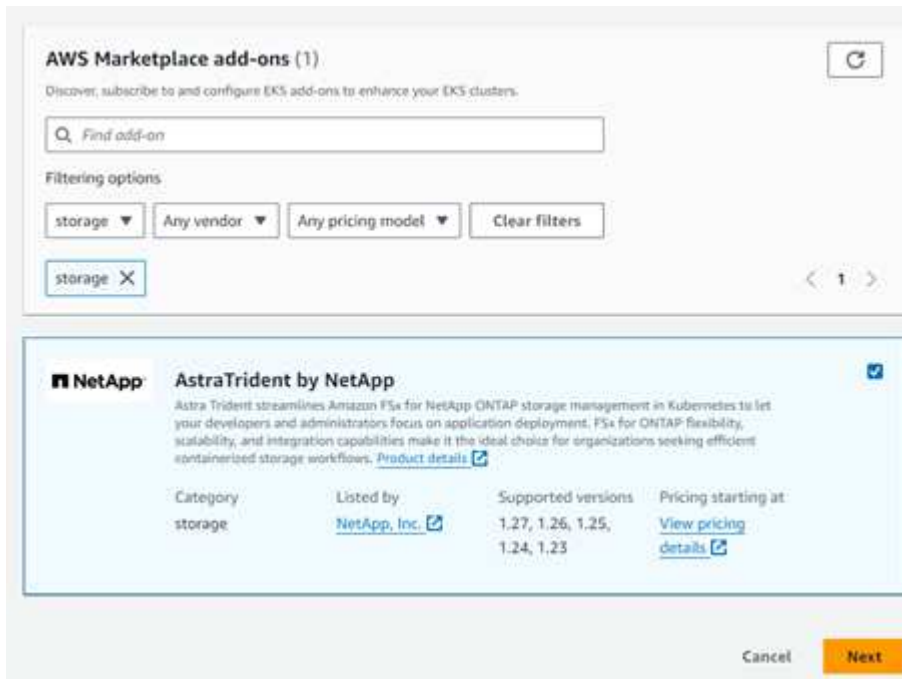 AWS Marketplace add-ons (1)
Discover, subscribe to and configure EKS add-ons to enhance your EKS clusters.
Find add-on
Filtering options
storage
Any vendor
Any pricing model
Clear filters
storage
1
NetApp
AstraTrident by NetApp
Astra Trident streamlines Amazon FSx for NetApp ONTAP storage management in Kubernetes to let
your developers and administrators focus on application deployment. FSx for ONTAP flexibility,
scalability, and integration capabilities make it the ideal choice for organizations seeking efficient
containerized storage workflows. Product details
Category
storage
Listed by
NetApp, Inc.
Supported versions
1.27, 1.26, 1.25,
1.24, 1.23
Pricing starting at
View pricing
details
Cancel
Next